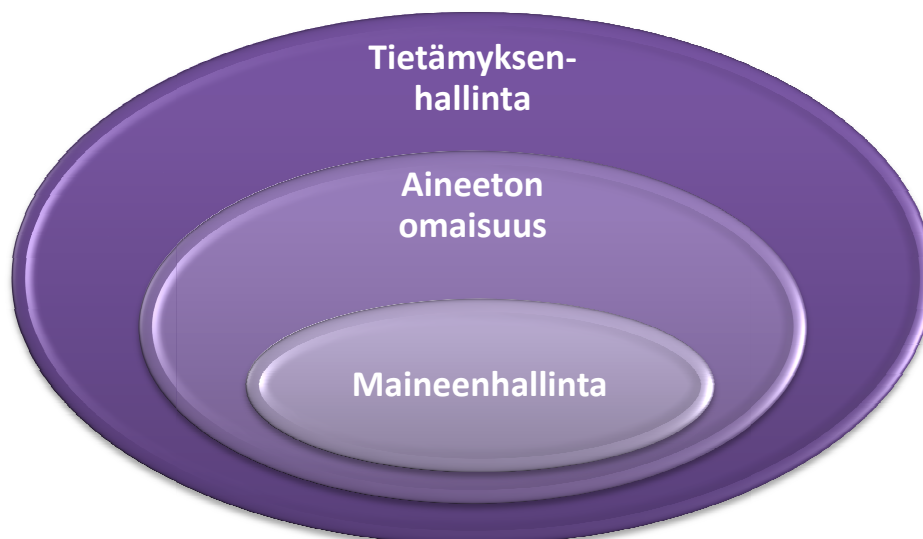 Tietämyksen-
hallinta
Aineeton
omaisuus
Maineenhallinta